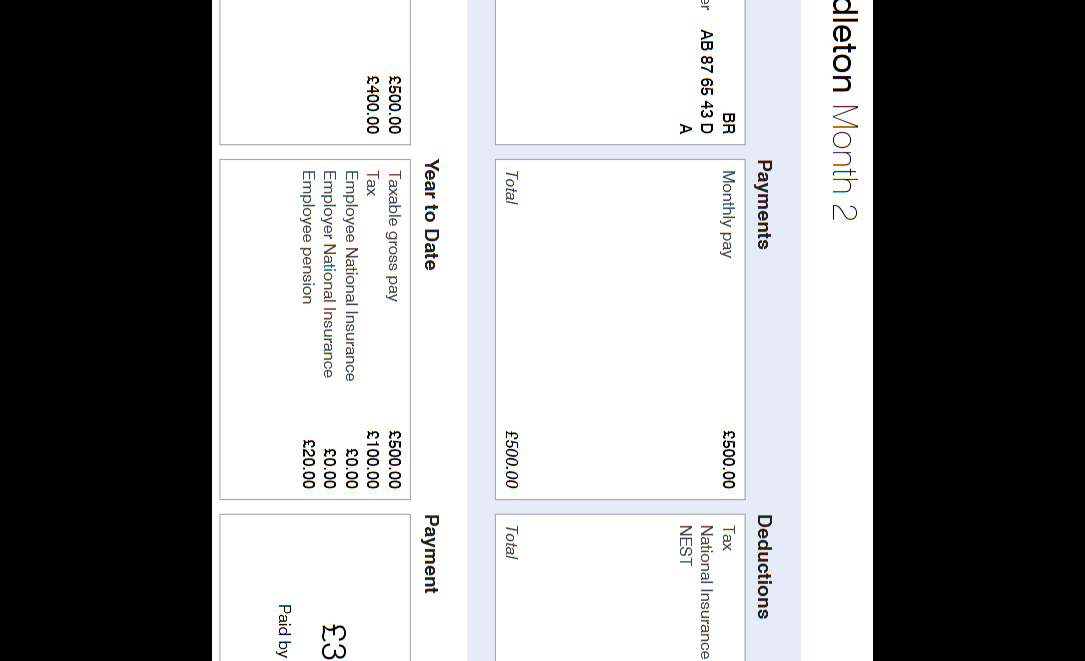 dleton Month 2
Payments
Deductions
BR
er AB 87 65 43 D
A
Monthly pay £500.00
Total £500.00
Tax
National Insurance
NEST
Total
Year to Date
Payment
£500.00
£400.00
Taxable gross pay £500.00
Tax £100.00
Employee National Insurance £0.00
Employer National Insurance £0.00
Employee pension £20.00
£3
Paid by